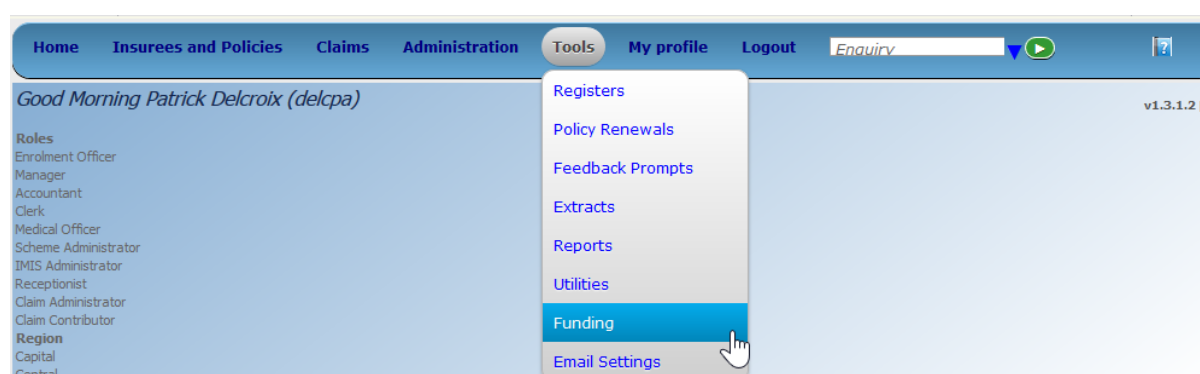 Home Insurees and Policies Claims Administration Tools My profile Logout Enquiry ?
Good Morning Patrick Delcroix (delcpa)
v1.3.1.2
Roles
Enrolment Officer
Manager
Accountant
Clerk
Medical Officer
Scheme Administrator
IMIS Administrator
Receptionist
Claim Administrator
Claim Contributor
Region
Capital
Central
Registers
Policy Renewals
Feedback Prompts
Extracts
Reports
Utilities
Funding
Email Settings